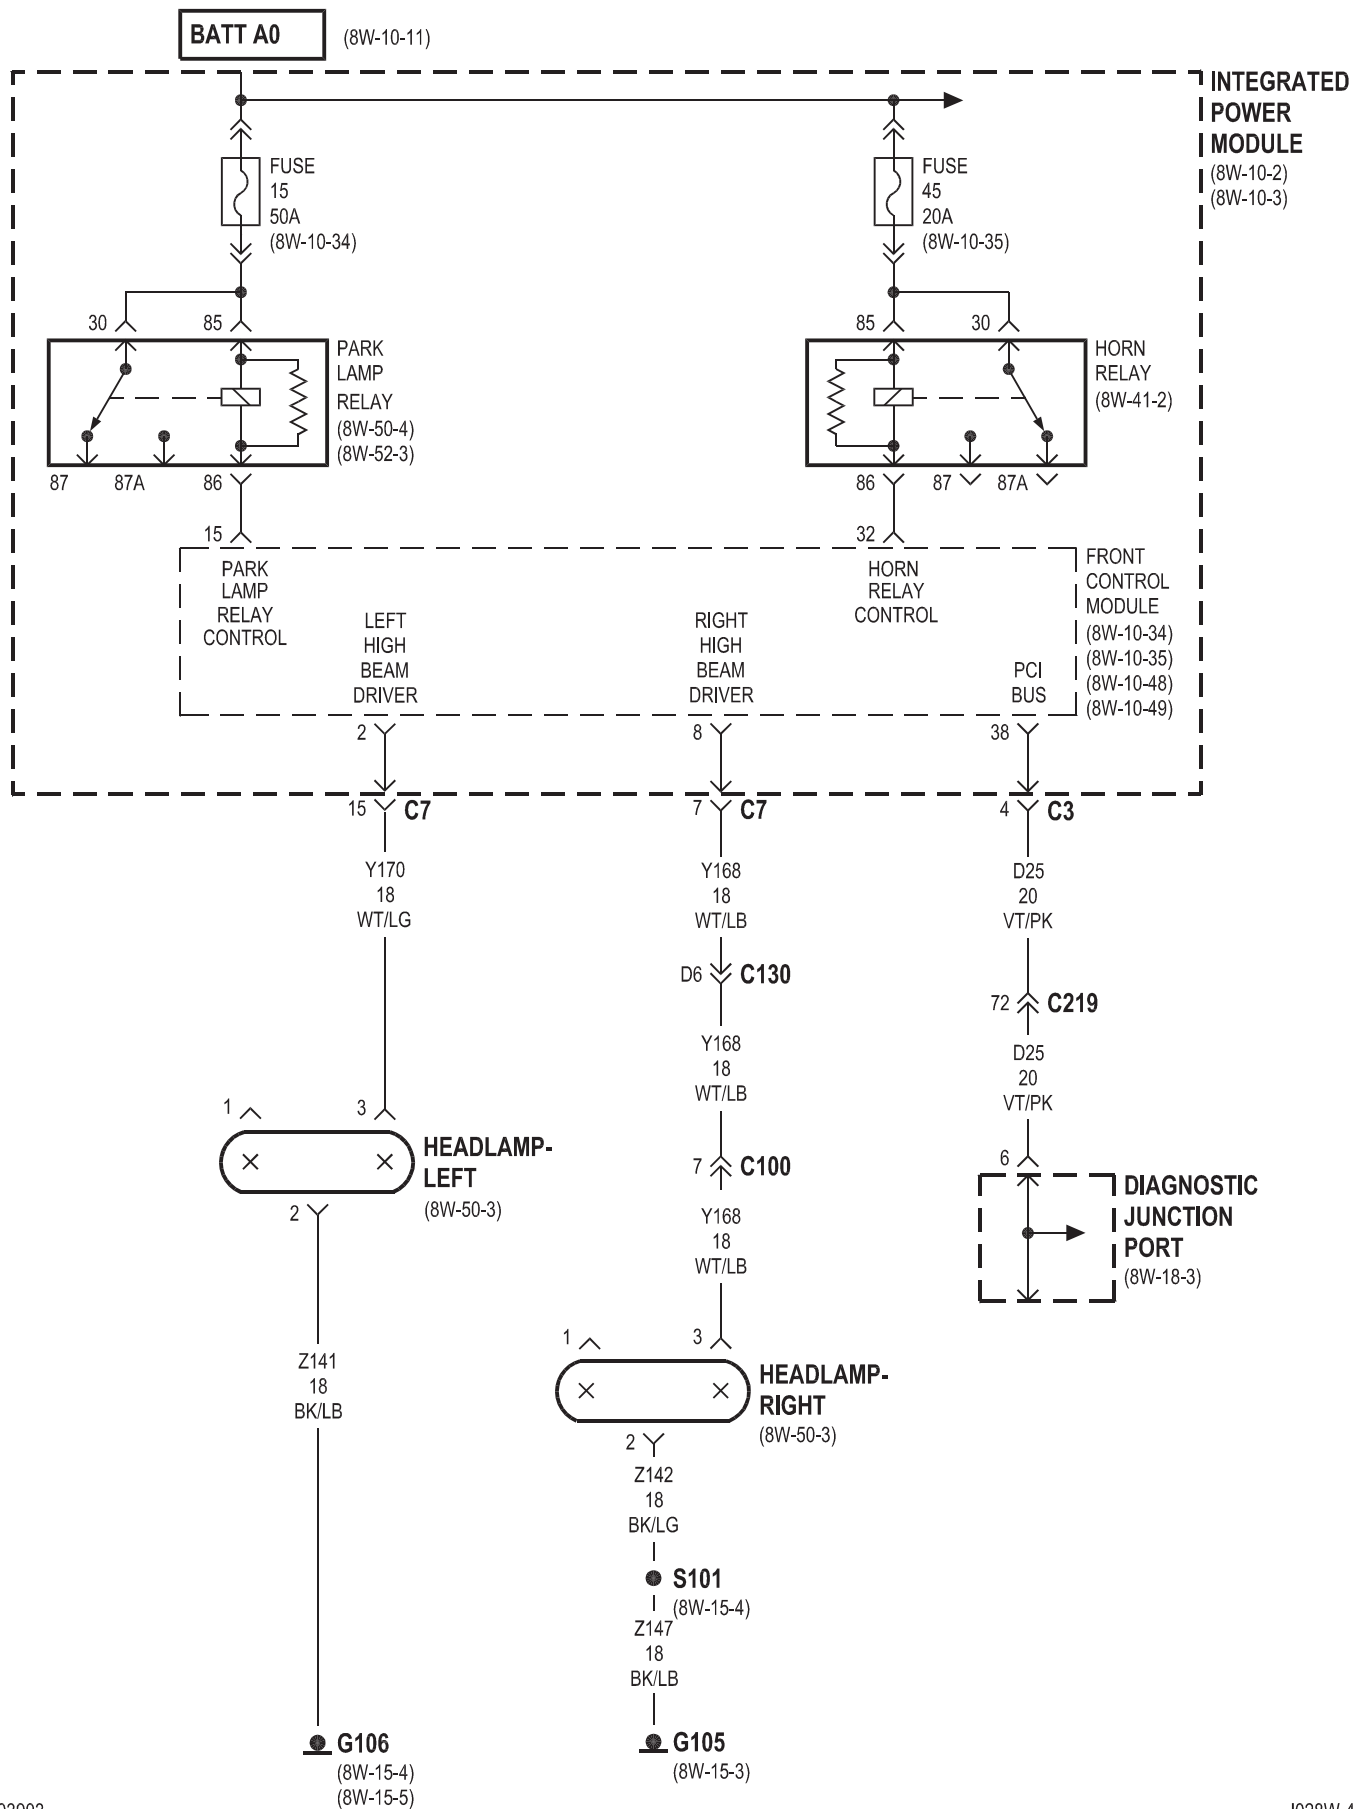 BATT A0
(8W-10-11)
INTEGRATED
POWER
MODULE
(8W-10-2)
(8W-10-3)
FUSE
15
50A
(8W-10-34)
FUSE
45
20A
(8W-10-35)
30
85
PARK
LAMP
RELAY
(8W-50-4)
(8W-52-3)
87
87A
86
85
30
HORN
RELAY
(8W-41-2)
86
87
87A
15
32
PARK
LAMP
RELAY
CONTROL
LEFT
HIGH
BEAM
DRIVER
RIGHT
HIGH
BEAM
DRIVER
HORN
RELAY
CONTROL
PCI
BUS
FRONT
CONTROL
MODULE
(8W-10-34)
(8W-10-35)
(8W-10-48)
(8W-10-49)
2
8
38
15
C7
7
C7
4
C3
Y170
18
WT/LG
Y168
18
WT/LB
D25
20
VT/PK
D6
C130
72
C219
Y168
18
WT/LB
D25
20
VT/PK
1
3
HEADLAMP-
LEFT
(8W-50-3)
2
7
C100
6
DIAGNOSTIC
JUNCTION
PORT
(8W-18-3)
Y168
18
WT/LB
1
3
HEADLAMP-
RIGHT
(8W-50-3)
2
Z141
18
BK/LB
Z142
18
BK/LG
S101
(8W-15-4)
Z147
18
BK/LB
G106
(8W-15-4)
(8W-15-5)
G105
(8W-15-3)